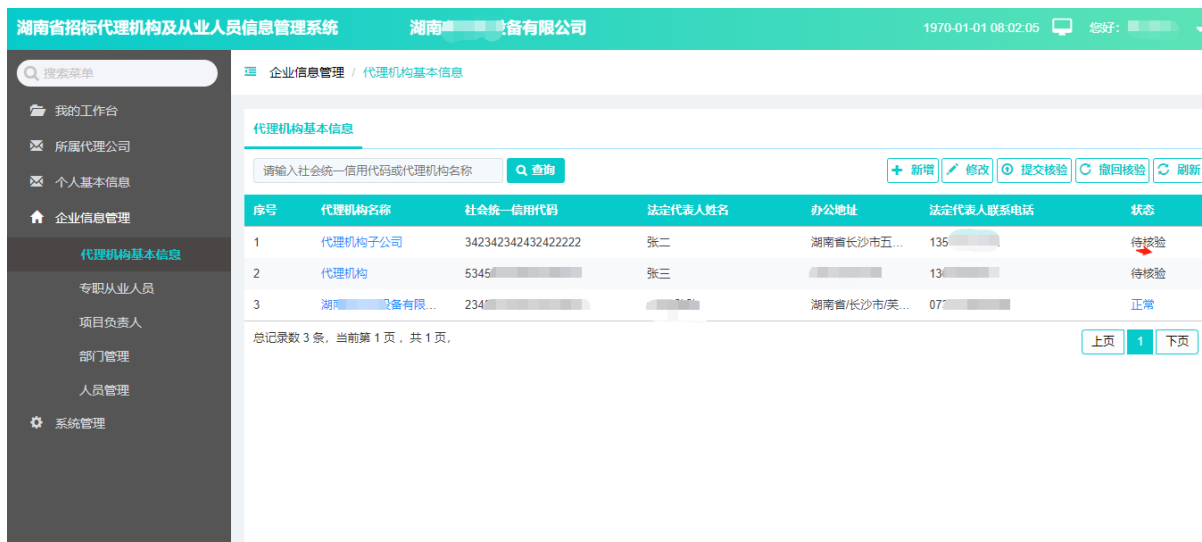 湖南省招标代理机构及从业人员信息管理系统 湖南 设备有限公司 1970-01-01 08:02:05 您好:
搜索菜单
企业信息管理 / 代理机构基本信息
我的工作台
所属代理公司
个人基本信息
企业信息管理
代理机构基本信息
专职从业人员
项目负责人
部门管理
人员管理
系统管理
代理机构基本信息
请输入社会统一信用代码或代理机构名称 查询 新增 修改 提交核验 撤回核验 刷新
序号 代理机构名称 社会统一信用代码 法定代表人姓名 办公地址 法定代表人联系电话 状态
1 代理机构子公司 342342342432422222 张二 湖南省长沙市五... 135 待核验
2 代理机构 5345 张三 13 待核验
3 湖南 设备有限... 234 湖南省/长沙市/芙... 07 正常
总记录数 3 条, 当前第 1 页 , 共 1 页,
上页 1 下页